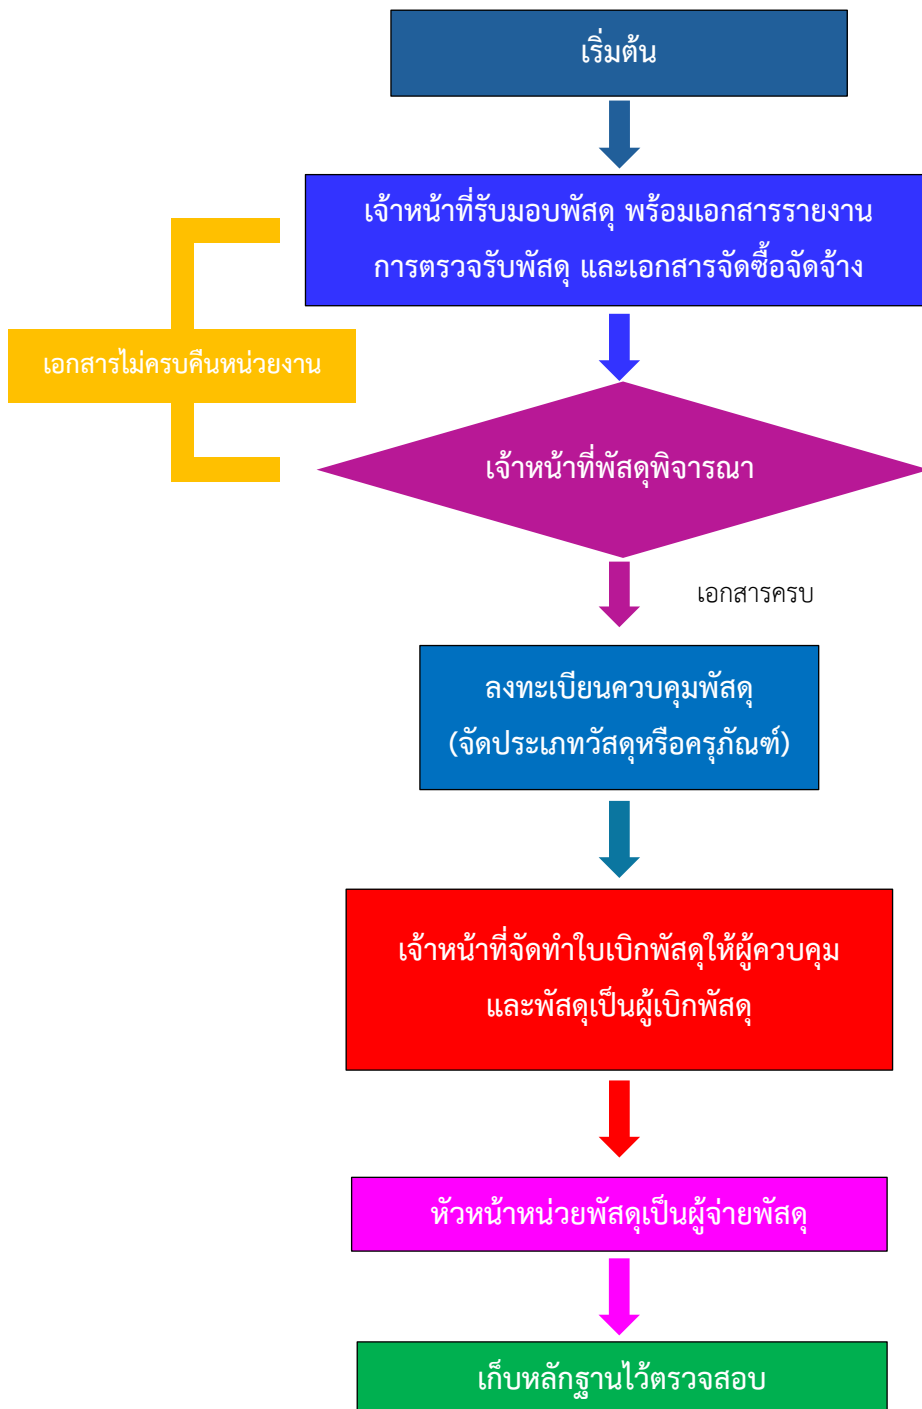 เริ่มต้น
เจ้าหน้าที่รับมอบพัสดุ พร้อมเอกสารรายงาน
การตรวจรับพัสดุ และเอกสารจัดซื้อจัดจ้าง
เอกสารไม่ครบคืนหน่วยงาน
เจ้าหน้าที่พัสดุพิจารณา
เอกสารครบ
ลงทะเบียนควบคุมพัสดุ
(จัดประเภทวัสดุหรือครุภัณฑ์)
เจ้าหน้าที่จัดทำใบเบิกพัสดุให้ผู้ควบคุม
และพัสดุเป็นผู้เบิกพัสดุ
หัวหน้าหน่วยพัสดุเป็นผู้จ่ายพัสดุ
เก็บหลักฐานไว้ตรวจสอบ